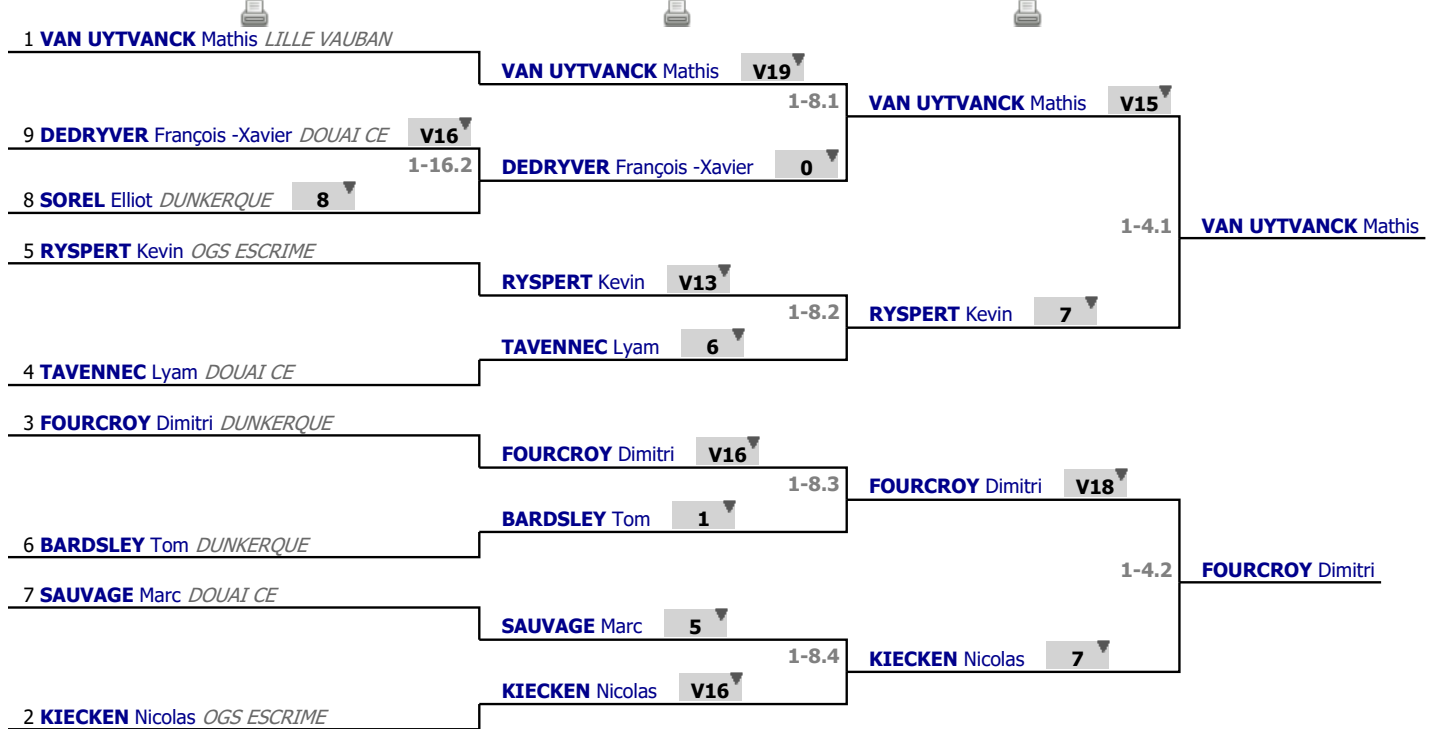 1 VAN UYTVANCK Mathis LILLE VAUBAN
VAN UYTVANCK Mathis V19
1-8.1
VAN UYTVANCK Mathis V15
9 DEDRYVER François -Xavier DOUAI CE V16
1-16.2
DEDRYVER François -Xavier 0
8 SOREL Elliot DUNKERQUE 8
1-4.1
VAN UYTVANCK Mathis
5 RYSPERT Kevin OGS ESCRIME
RYSPERT Kevin V13
1-8.2
RYSPERT Kevin 7
TAVENNEC Lyam 6
4 TAVENNEC Lyam DOUAI CE
3 FOURCROY Dimitri DUNKERQUE
FOURCROY Dimitri V16
1-8.3
FOURCROY Dimitri V18
BARDSLEY Tom 1
6 BARDSLEY Tom DUNKERQUE
1-4.2
FOURCROY Dimitri
7 SAUVAGE Marc DOUAI CE
SAUVAGE Marc 5
1-8.4
KIECKEN Nicolas 7
KIECKEN Nicolas V16
2 KIECKEN Nicolas OGS ESCRIME